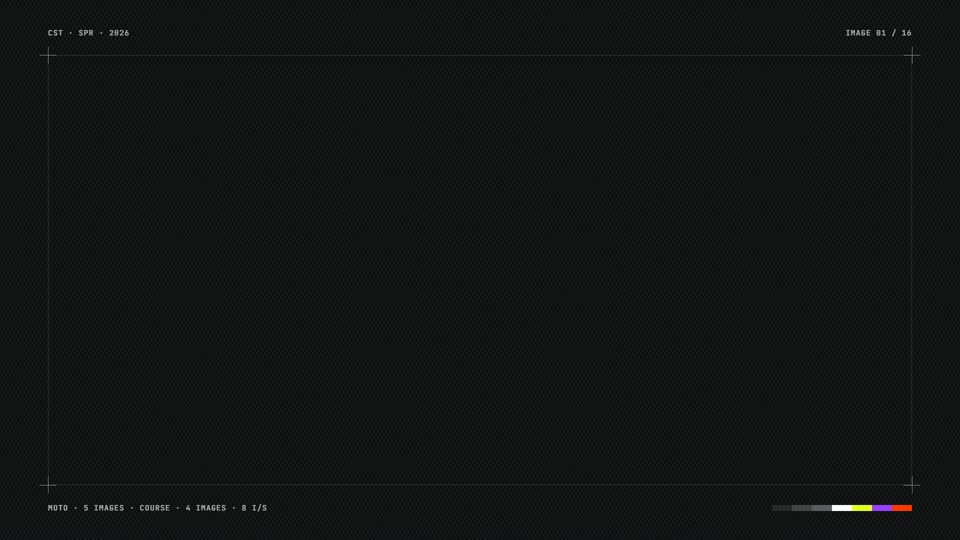 CST · SPR · 2026
IMAGE 01 / 16
MOTO · 5 IMAGES · COURSE · 4 IMAGES · 8 I/S